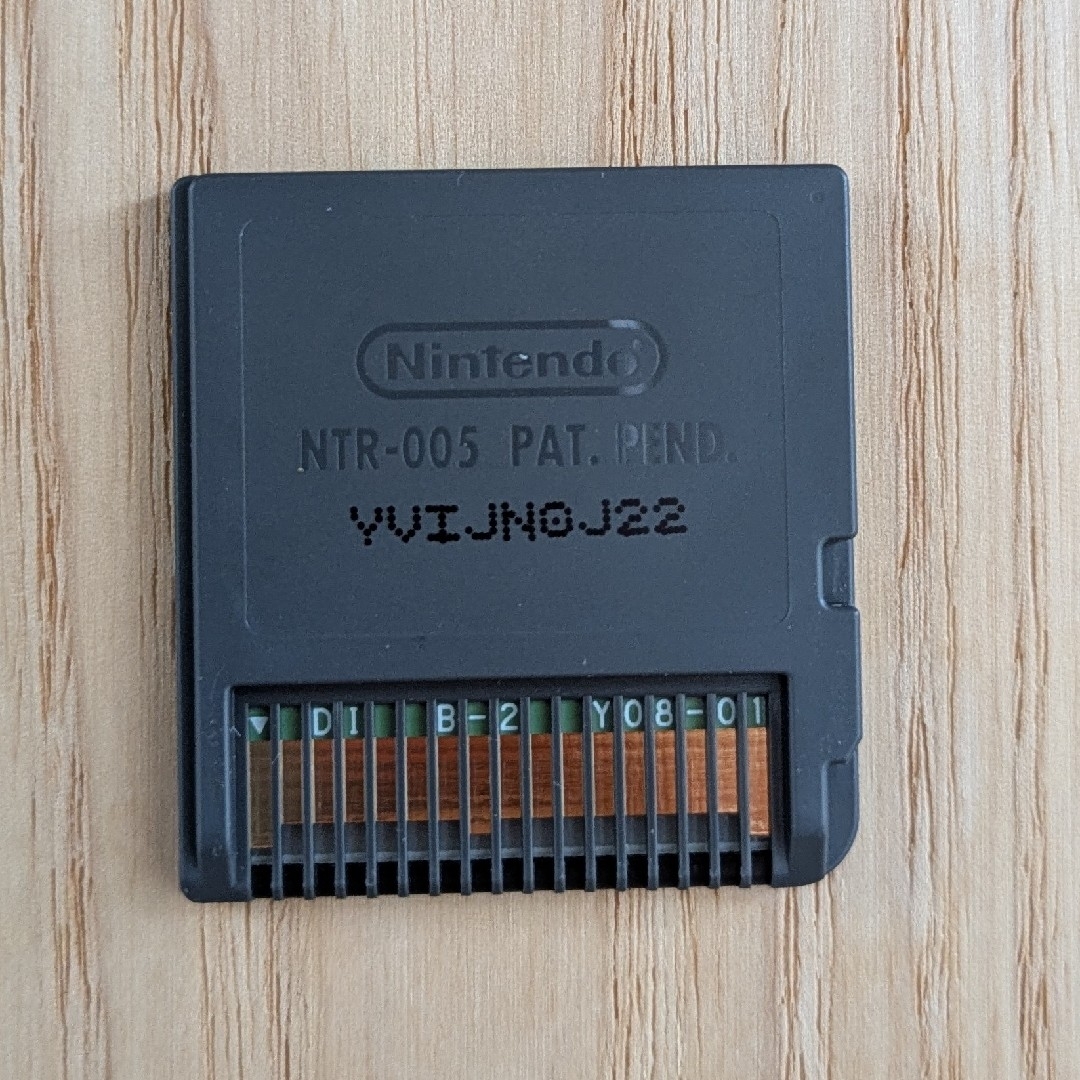 Nintendo
NTR-005 PAT. PEND.
YVIJN0J22
▼ DI B-2 Y08-01